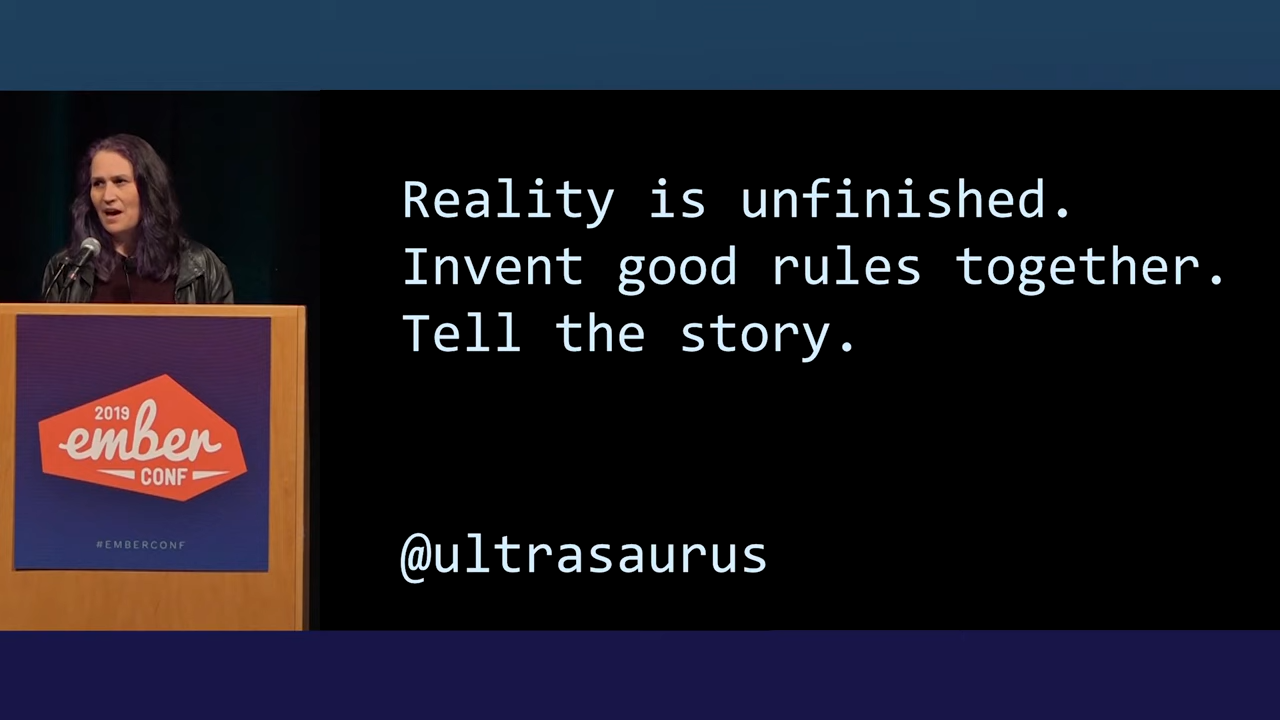 2019
ember
CONF
#EMBERCONF
Reality is unfinished.
Invent good rules together.
Tell the story.
@ultrasaurus